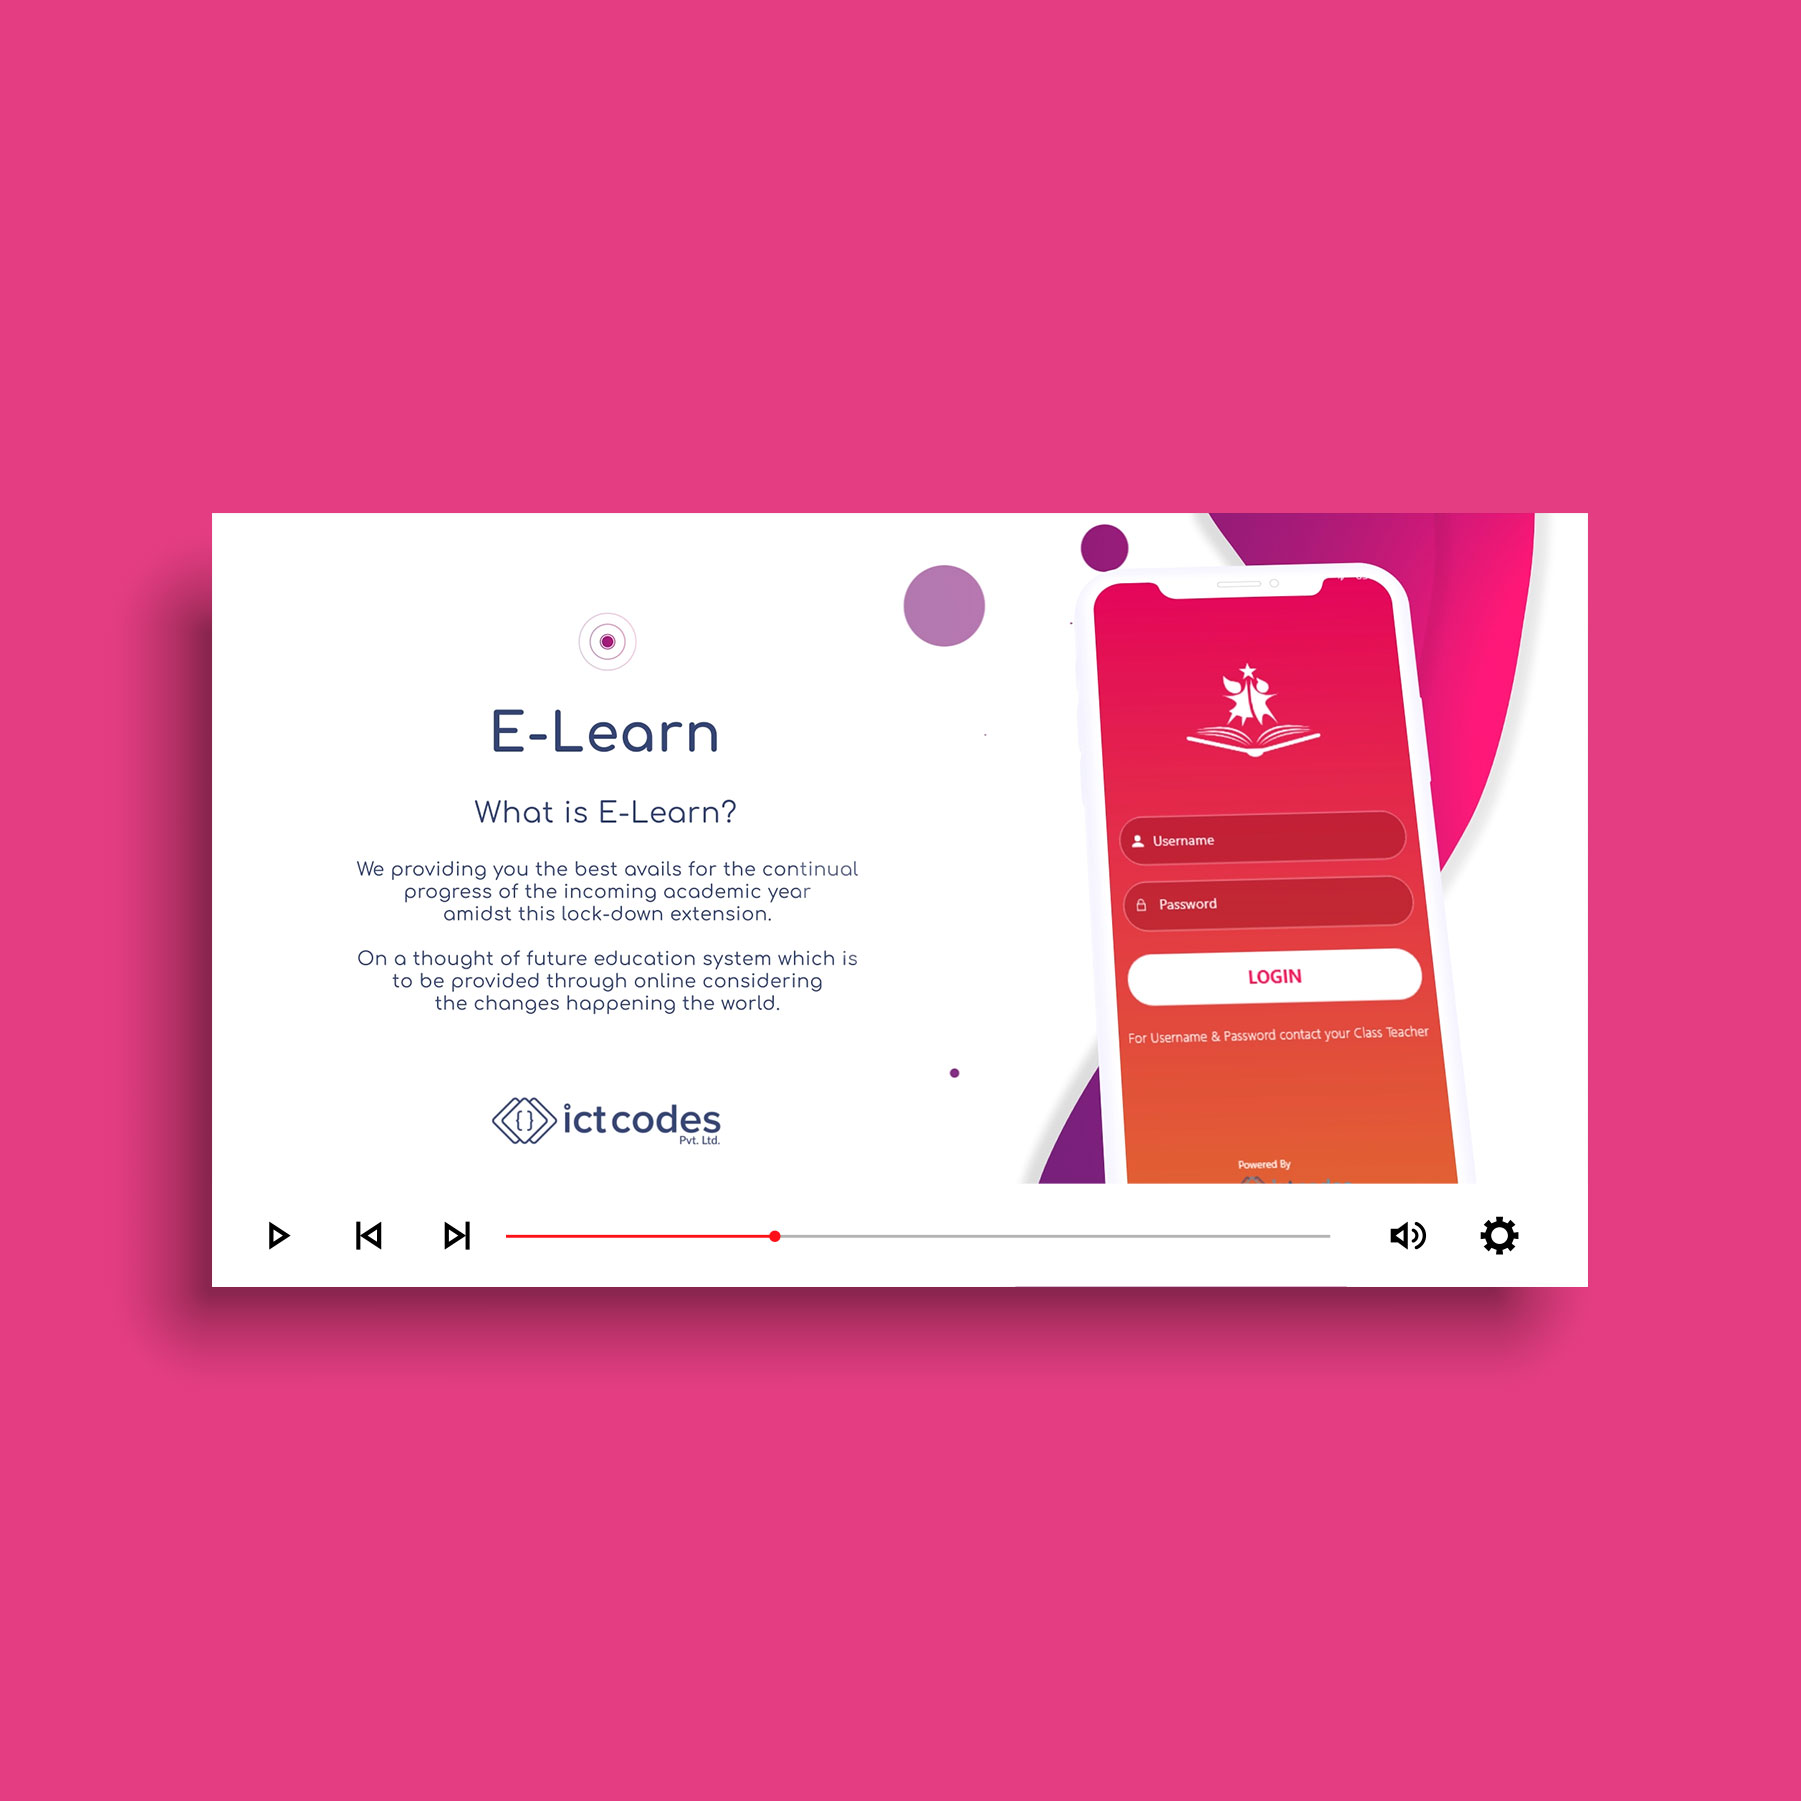 E-Learn
What is E-Learn?
We providing you the best avails for the continual
progress of the incoming academic year
amidst this lock-down extension.
On a thought of future education system which is
to be provided through online considering
the changes happening the world.
ict codes
Pvt. Ltd.
Username
Password
LOGIN
For Username & Password contact your Class Teacher
Powered By